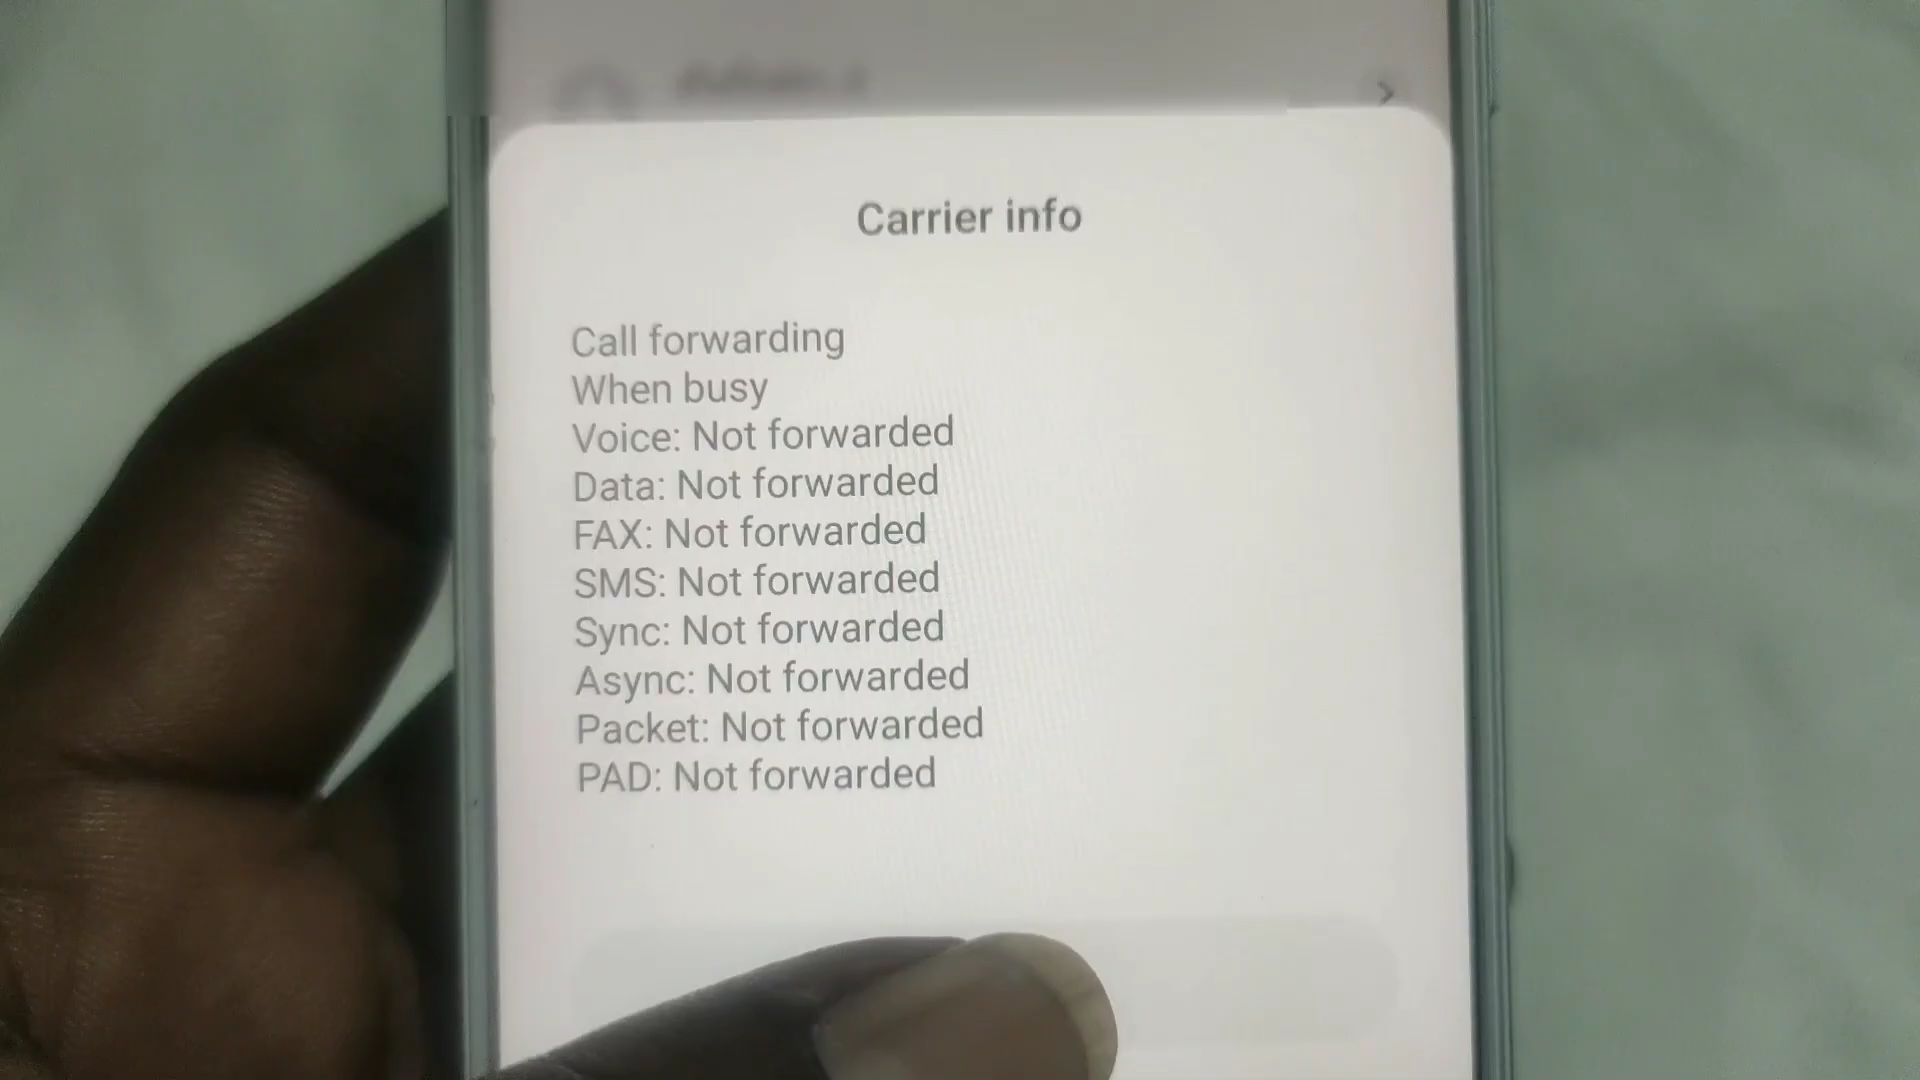 Carrier info
Call forwarding
When busy
Voice: Not forwarded
Data: Not forwarded
FAX: Not forwarded
SMS: Not forwarded
Sync: Not forwarded
Async: Not forwarded
Packet: Not forwarded
PAD: Not forwarded